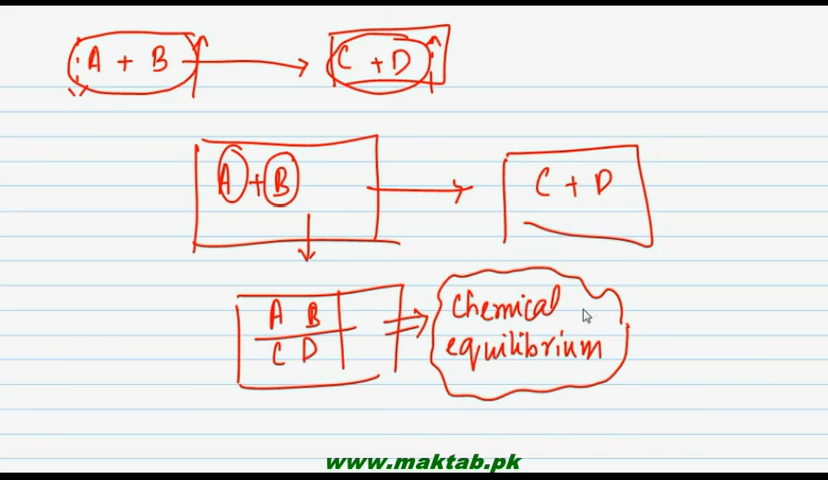 A + B → C + D
A + B → C + D
A B
C D
chemical
equilibrium
www.maktab.pk